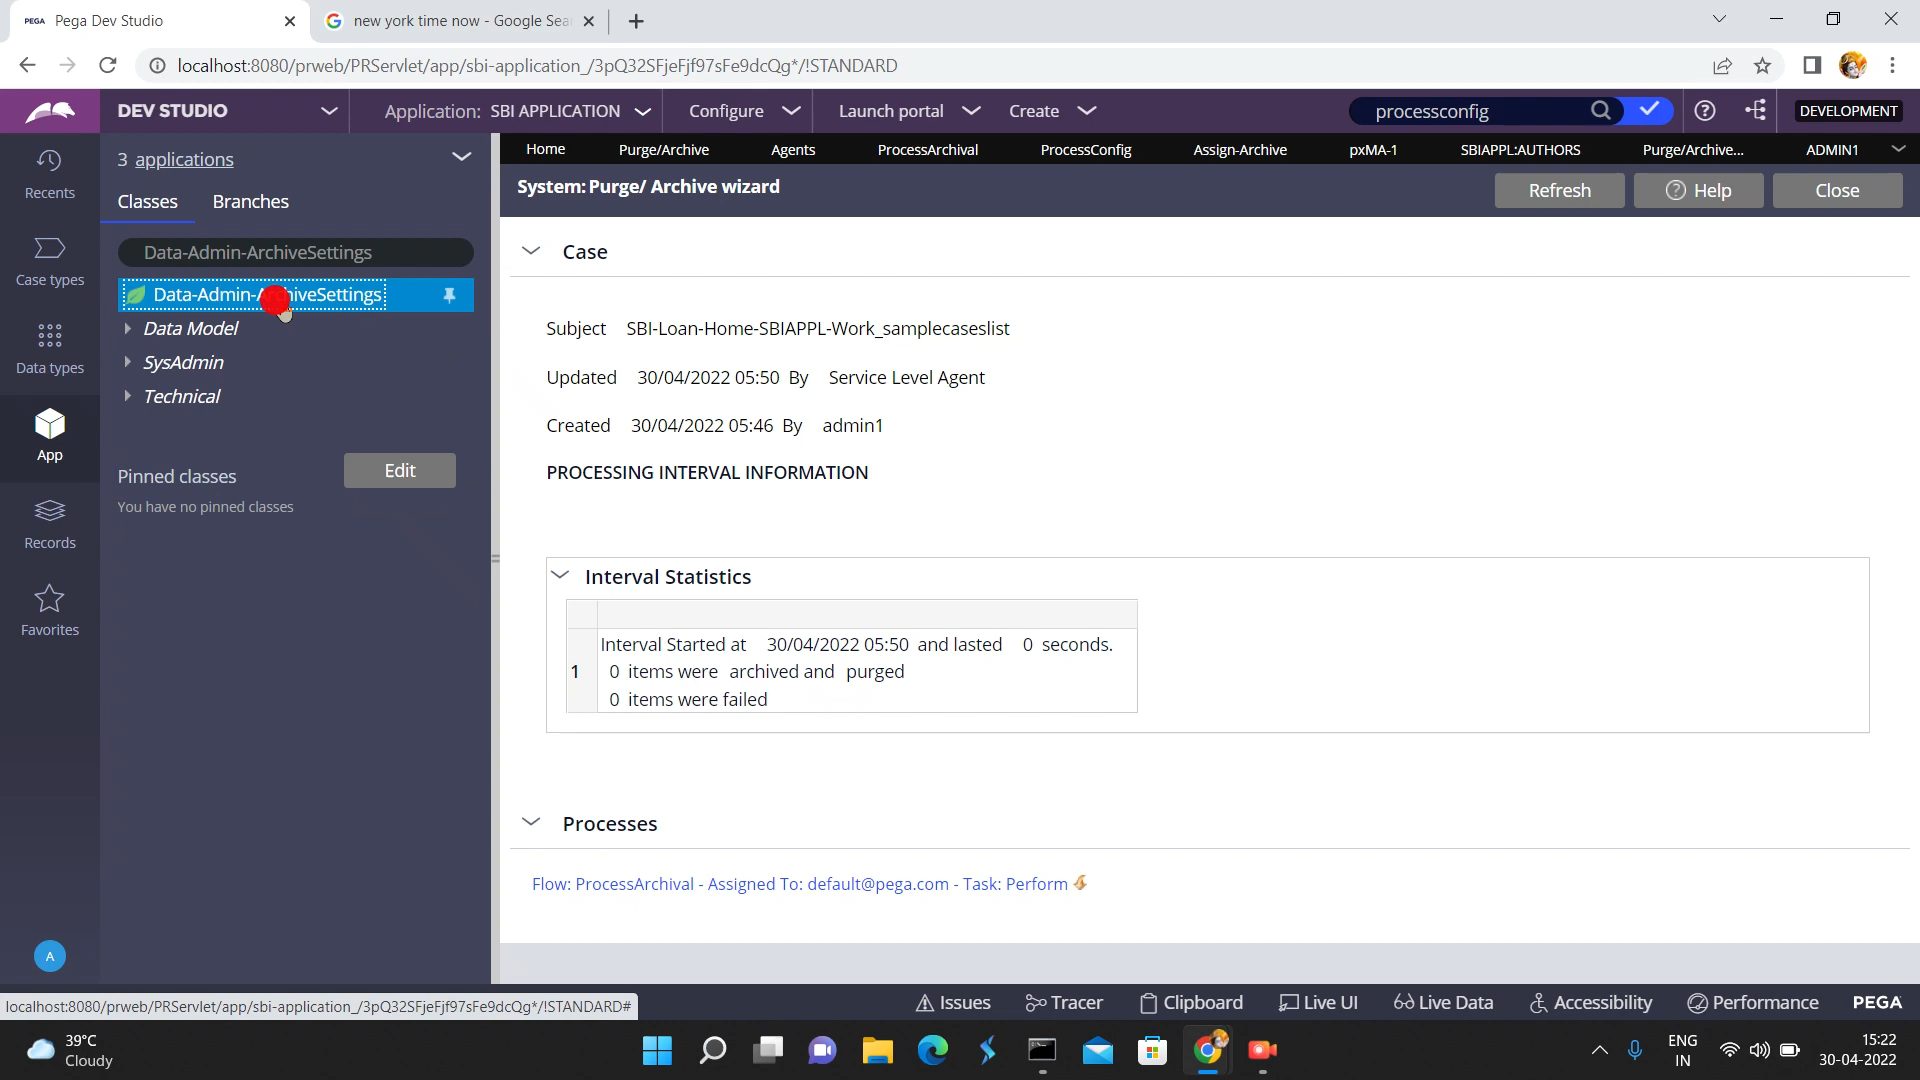 PEGA Pega Dev Studio
new york time now - Google Sea
localhost:8080/prweb/PRServlet/app/sbi-application_/3pQ32SFjeFjf97sFe9dcQg*/!STANDARD
DEV STUDIO
Application: SBI APPLICATION
Configure
Launch portal
Create
processconfig
DEVELOPMENT
Recents
Case types
Data types
App
Records
Favorites
A
3 applications
Classes
Branches
Data-Admin-ArchiveSettings
Data Model
SysAdmin
Technical
Pinned classes
Edit
You have no pinned classes
Home
Purge/Archive
Agents
ProcessArchival
ProcessConfig
Assign-Archive
pxMA-1
SBIAPPL:AUTHORS
Purge/Archive...
ADMIN1
System: Purge/ Archive wizard
Refresh
Help
Close
Case
Subject SBI-Loan-Home-SBIAPPL-Work_samplecaseslist
Updated 30/04/2022 05:50 By Service Level Agent
Created 30/04/2022 05:46 By admin1
PROCESSING INTERVAL INFORMATION
Interval Statistics
Interval Started at 30/04/2022 05:50 and lasted 0 seconds.
1 0 items were archived and purged
0 items were failed
Processes
Flow: ProcessArchival - Assigned To: default@pega.com - Task: Perform
localhost:8080/prweb/PRServlet/app/sbi-application_/3pQ32SFjeFjf97sFe9dcQg*/!STANDARD#
Issues
Tracer
Clipboard
Live UI
Live Data
Accessibility
Performance
PEGA
39°C
Cloudy
ENG
IN
15:22
30-04-2022